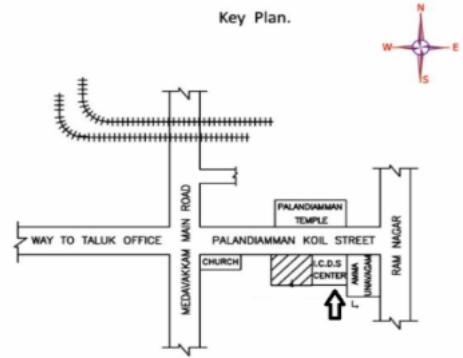 Key Plan.
N
W
E
S
PALANDIAMMAN
TEMPLE
WAY TO TALUK OFFICE
MEDAVAKKAM MAIN ROAD
PALANDIAMMAN KOIL STREET
RAM NAGAR
CHURCH
I.C.D.S
CENTER
AMMA
UNAVAGAM